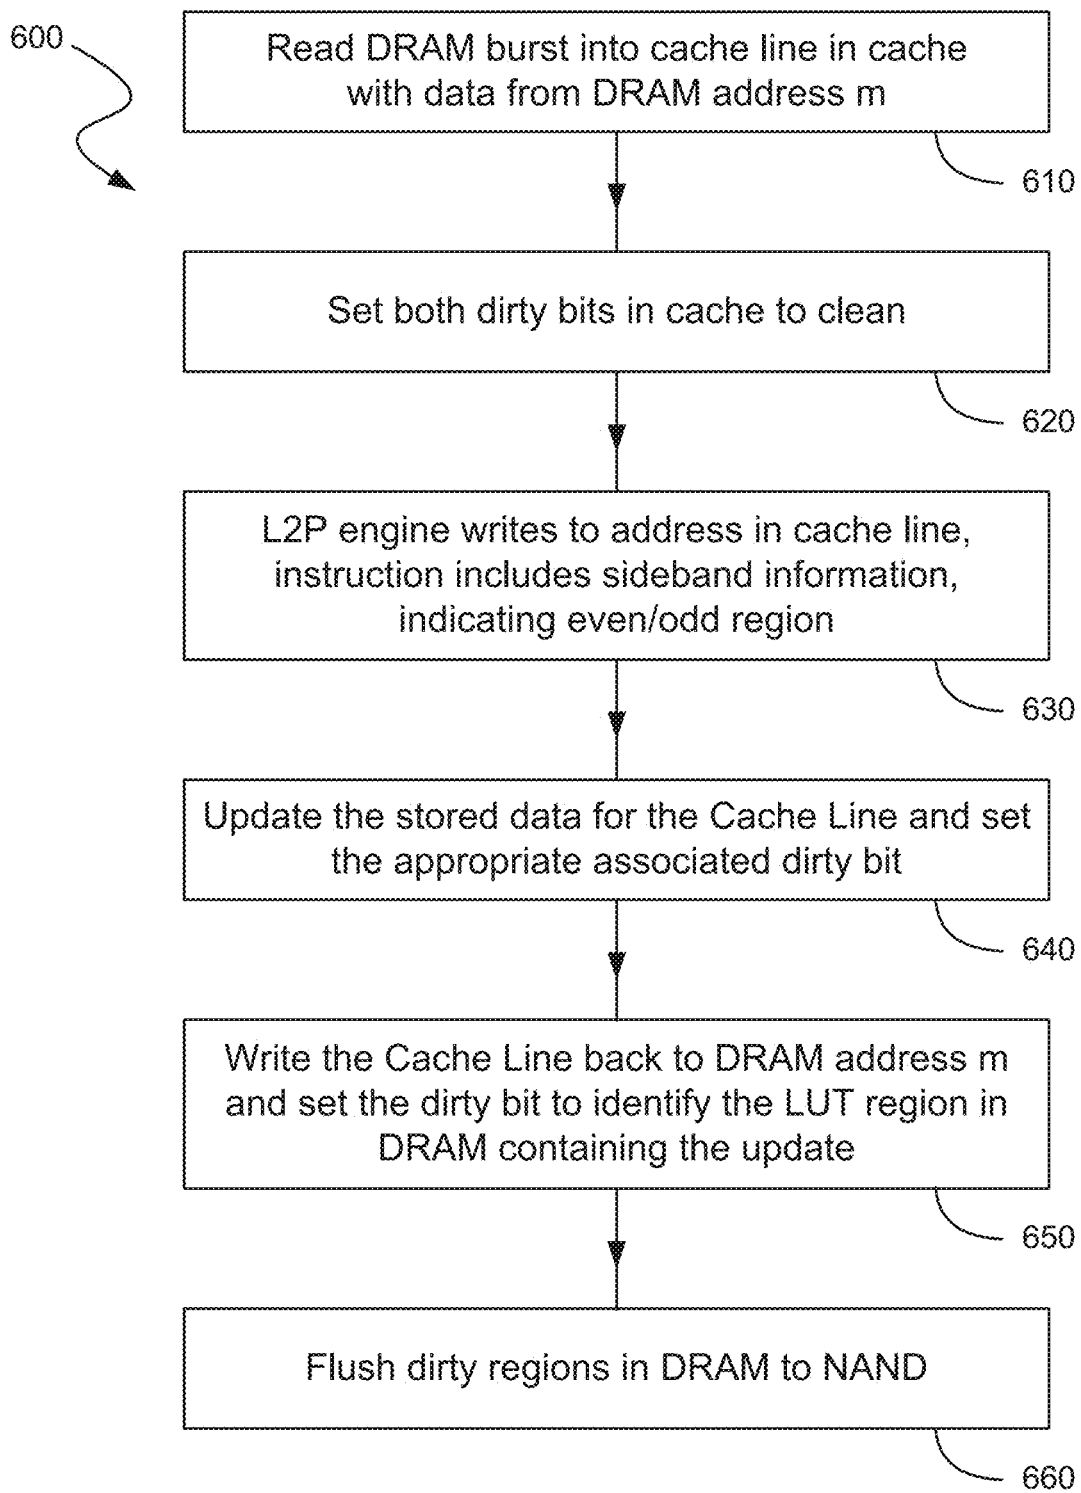 600
Read DRAM burst into cache line in cache
with data from DRAM address m
610
Set both dirty bits in cache to clean
620
L2P engine writes to address in cache line,
instruction includes sideband information,
indicating even/odd region
630
Update the stored data for the Cache Line and set
the appropriate associated dirty bit
640
Write the Cache Line back to DRAM address m
and set the dirty bit to identify the LUT region in
DRAM containing the update
650
Flush dirty regions in DRAM to NAND
660